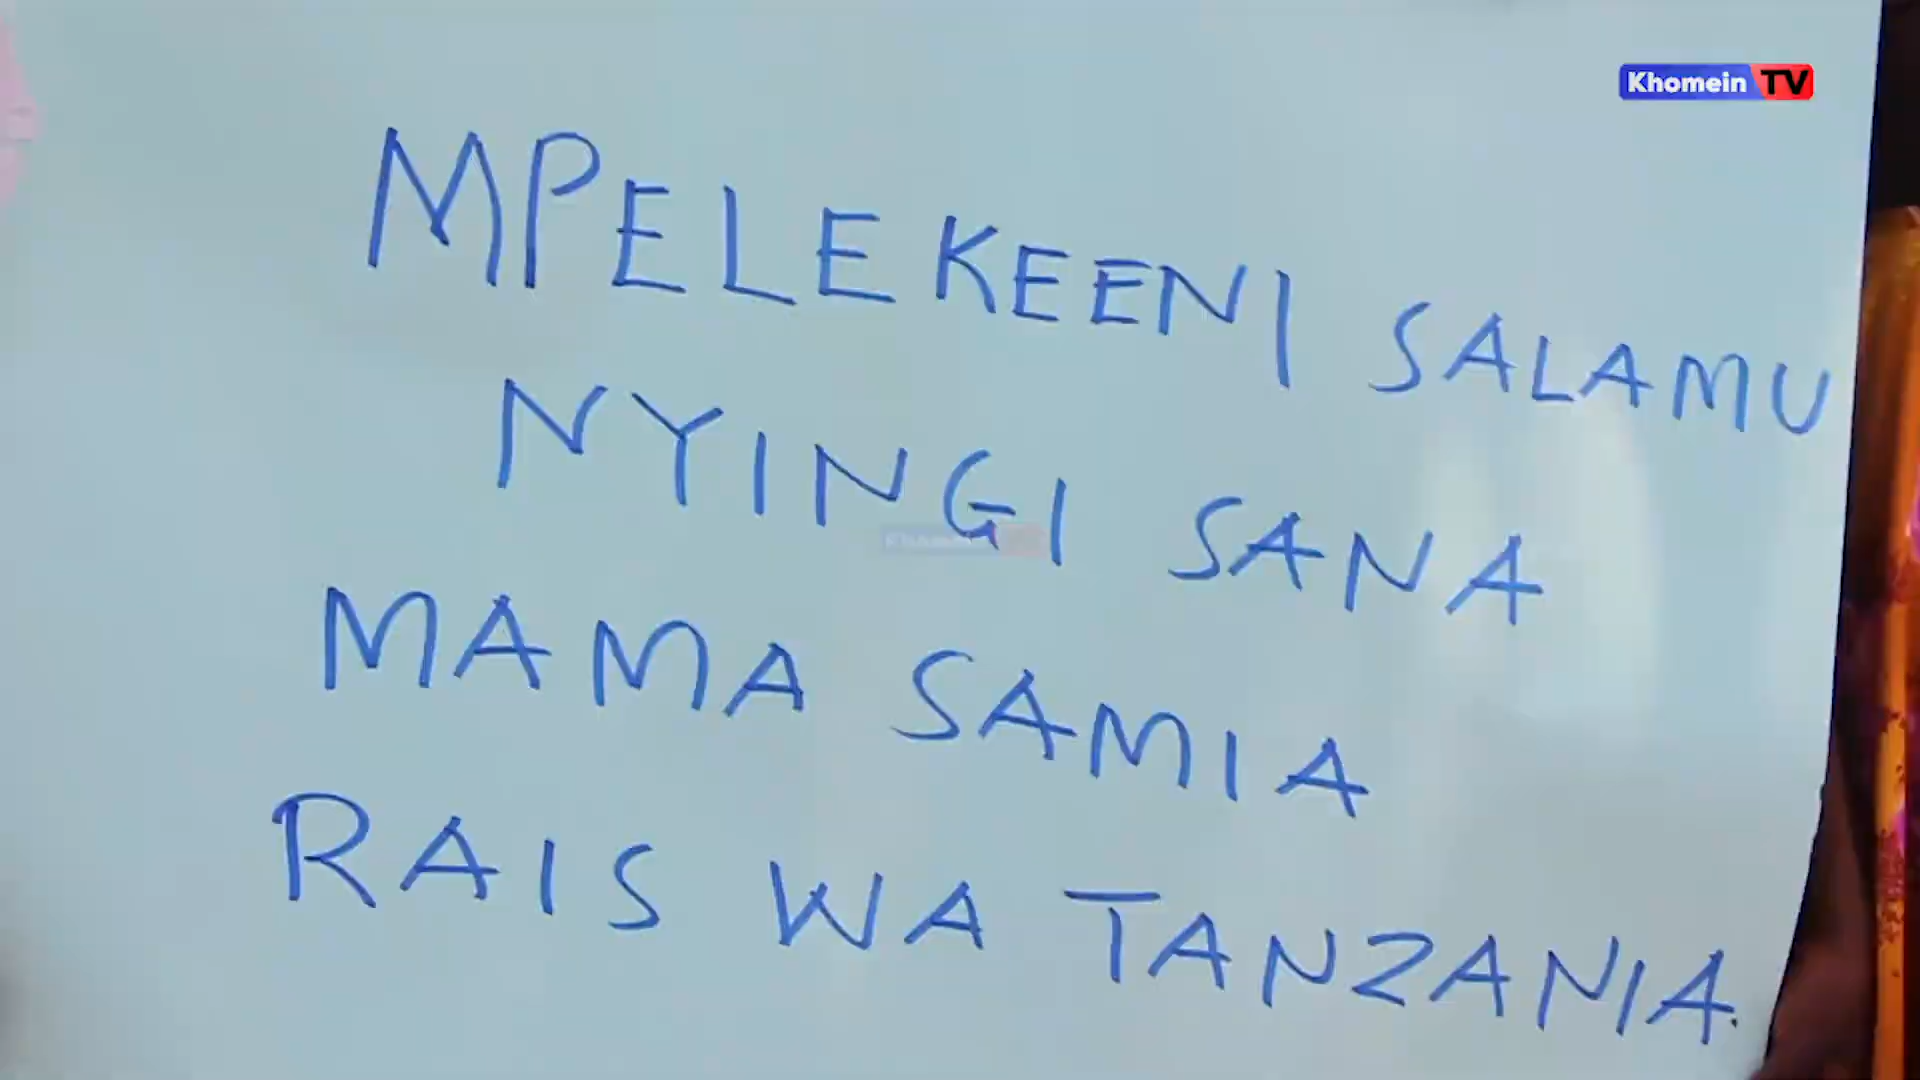 Khomein TV
MPELEKEENI SALAMU
NYINGI SANA
MAMA SAMIA
RAIS WA TANZANIA.